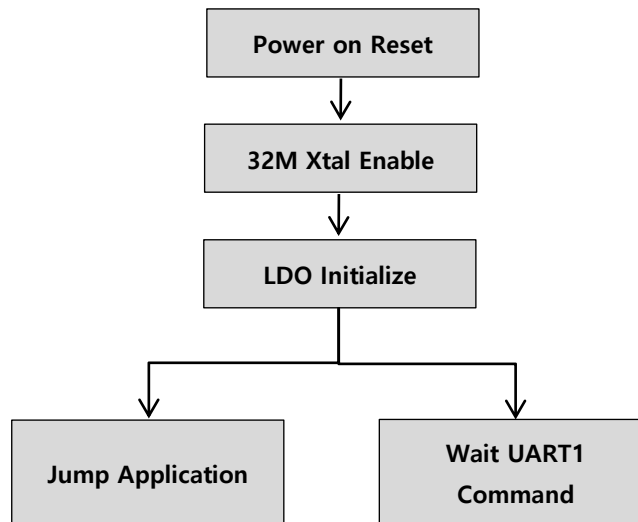 Power on Reset
32M Xtal Enable
LDO Initialize
Jump Application
Wait UART1
Command